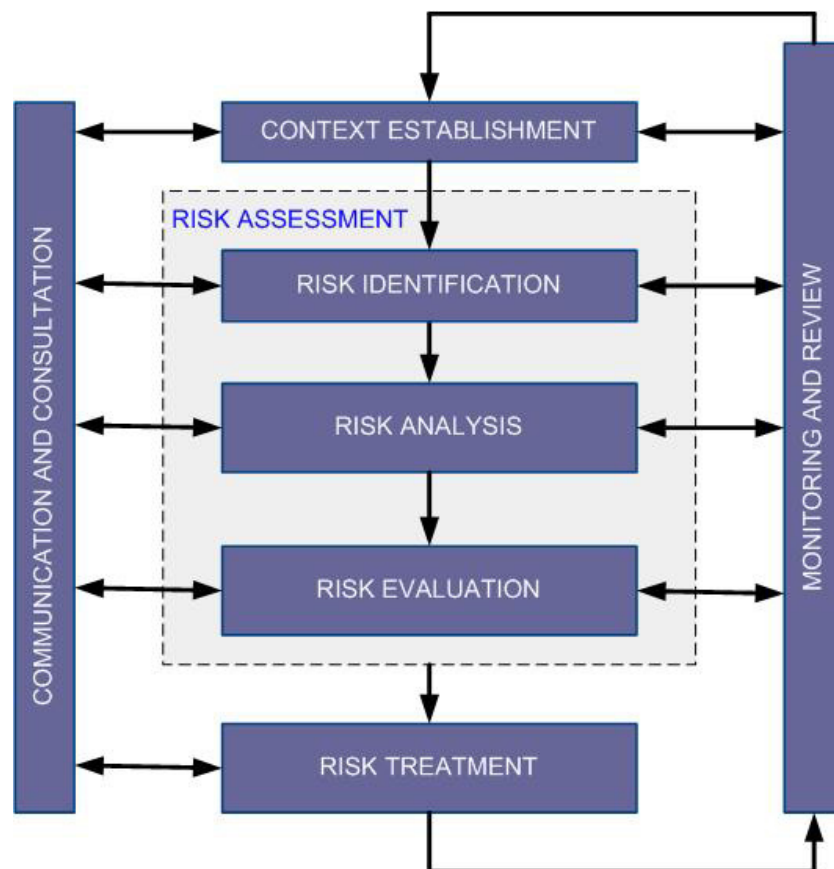 CONTEXT ESTABLISHMENT
RISK ASSESSMENT
RISK IDENTIFICATION
RISK ANALYSIS
RISK EVALUATION
RISK TREATMENT
COMMUNICATION AND CONSULTATION
MONITORING AND REVIEW